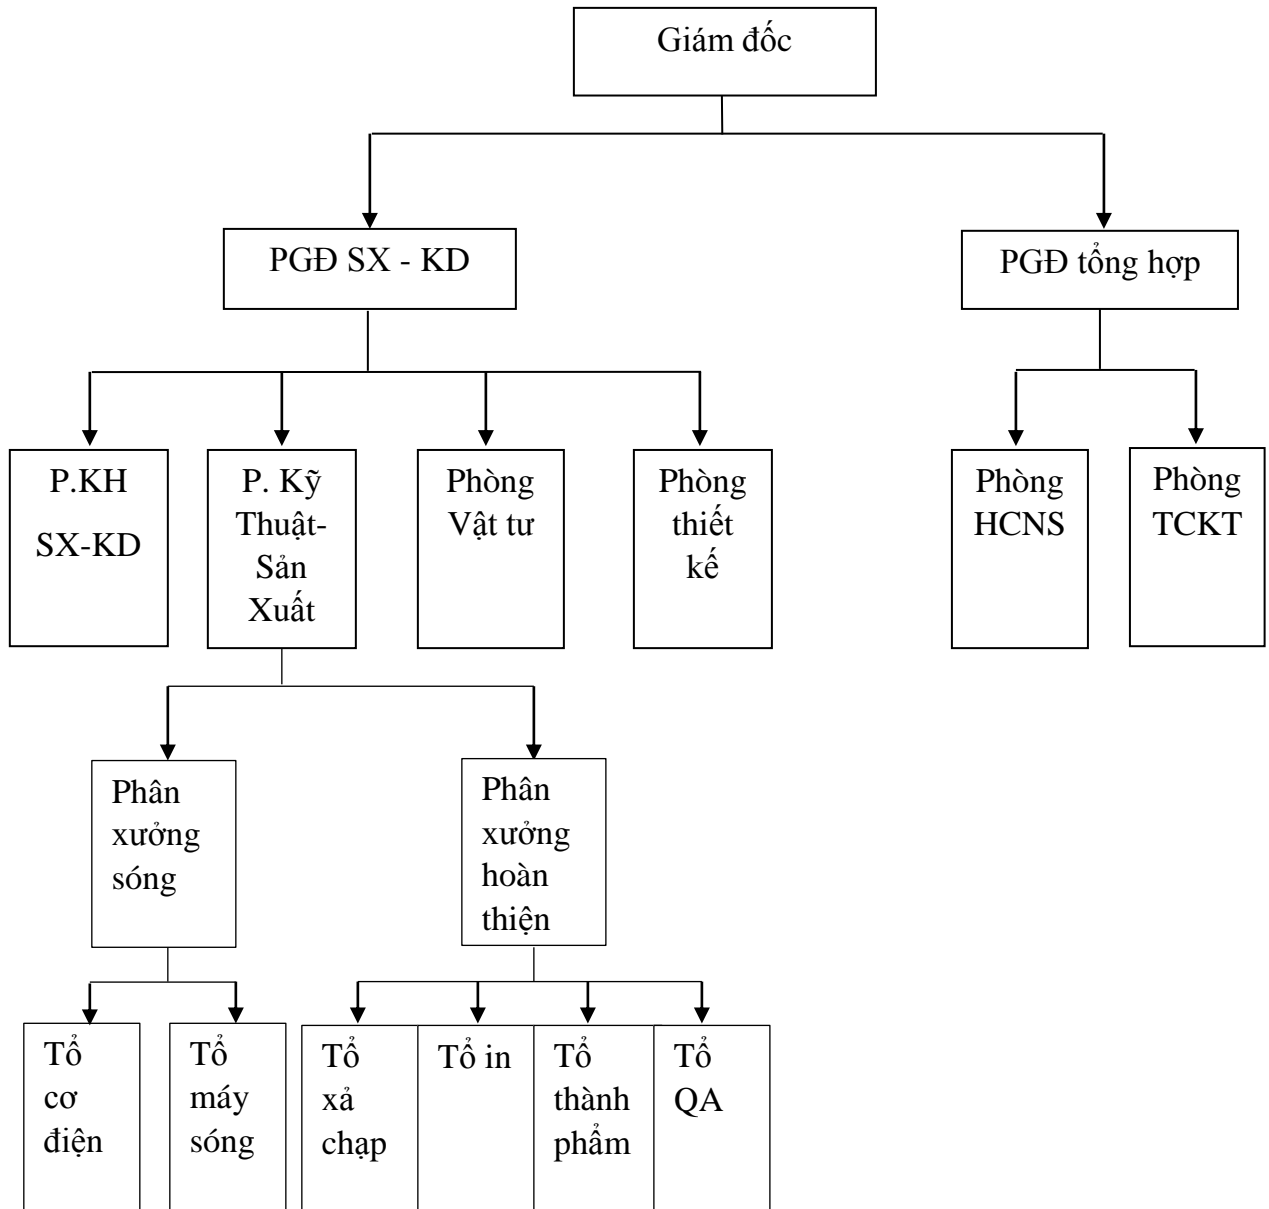 Giám đốc
PGĐ SX - KD
PGĐ tổng hợp
P.KH
SX-KD
P. Kỹ
Thuật-
Sản
Xuất
Phòng
Vật tư
Phòng
thiết
kế
Phòng
HCNS
Phòng
TCKT
Phân
xưởng
sóng
Phân
xưởng
hoàn
thiện
Tổ
cơ
điện
Tổ
máy
sóng
Tổ
xả
chạp
Tổ in
Tổ
thành
phẩm
Tổ
QA